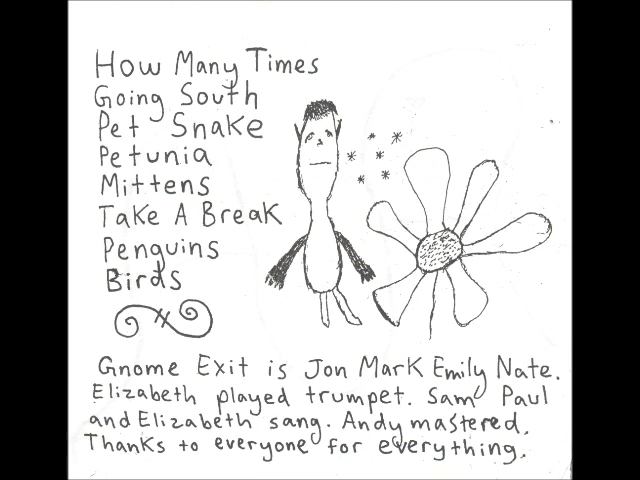 How Many Times
Going South
Pet Snake
Petunia
Mittens
Take A Break
Penguins
Birds
Gnome Exit is Jon Mark Emily Nate.
Elizabeth played trumpet. Sam Paul
and Elizabeth sang. Andy mastered.
Thanks to everyone for everything.